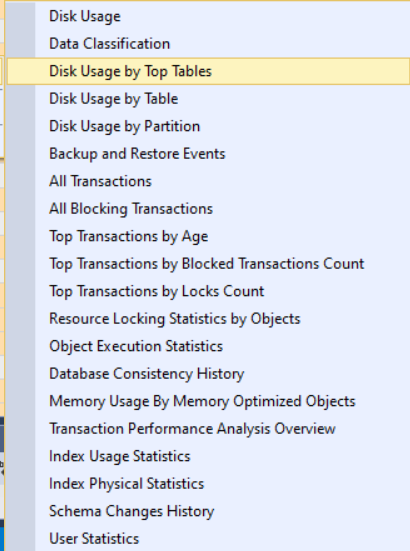 Disk Usage
Data Classification
Disk Usage by Top Tables
Disk Usage by Table
Disk Usage by Partition
Backup and Restore Events
All Transactions
All Blocking Transactions
Top Transactions by Age
Top Transactions by Blocked Transactions Count
Top Transactions by Locks Count
Resource Locking Statistics by Objects
Object Execution Statistics
Database Consistency History
Memory Usage By Memory Optimized Objects
Transaction Performance Analysis Overview
Index Usage Statistics
Index Physical Statistics
Schema Changes History
User Statistics